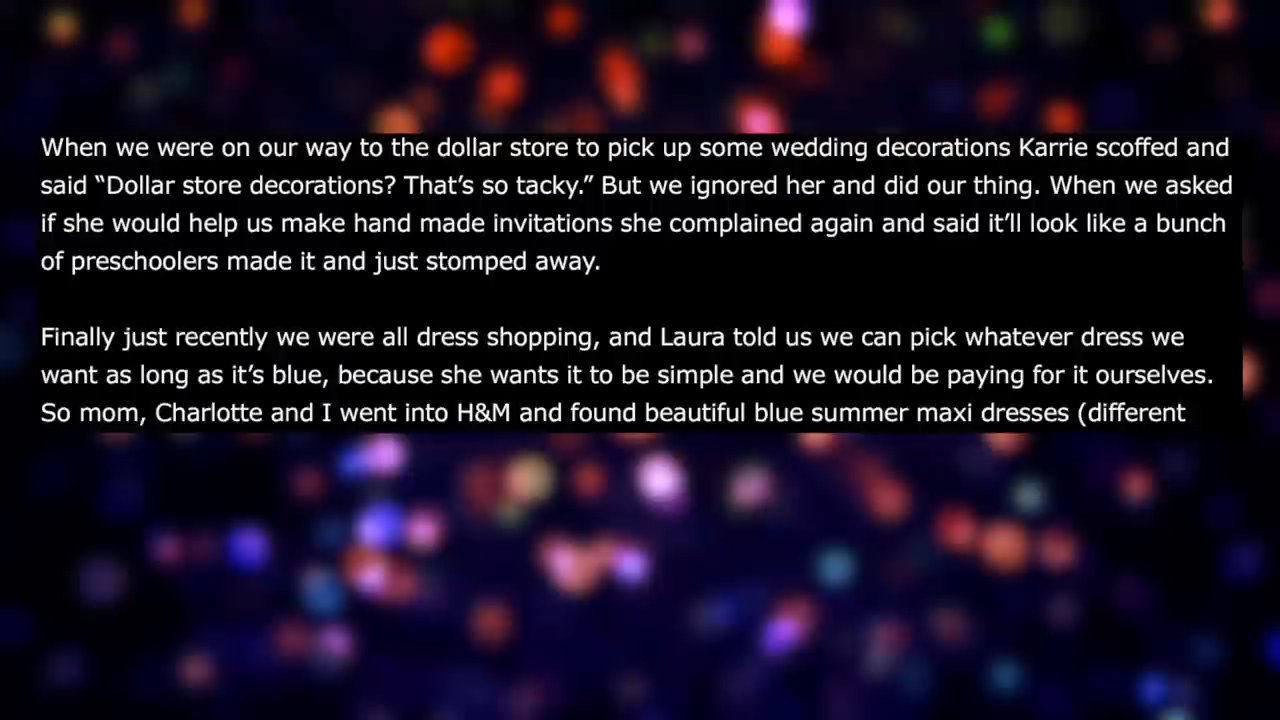 When we were on our way to the dollar store to pick up some wedding decorations Karrie scoffed and
said “Dollar store decorations? That’s so tacky.” But we ignored her and did our thing. When we asked
if she would help us make hand made invitations she complained again and said it’ll look like a bunch
of preschoolers made it and just stomped away.
Finally just recently we were all dress shopping, and Laura told us we can pick whatever dress we
want as long as it’s blue, because she wants it to be simple and we would be paying for it ourselves.
So mom, Charlotte and I went into H&M and found beautiful blue summer maxi dresses (different